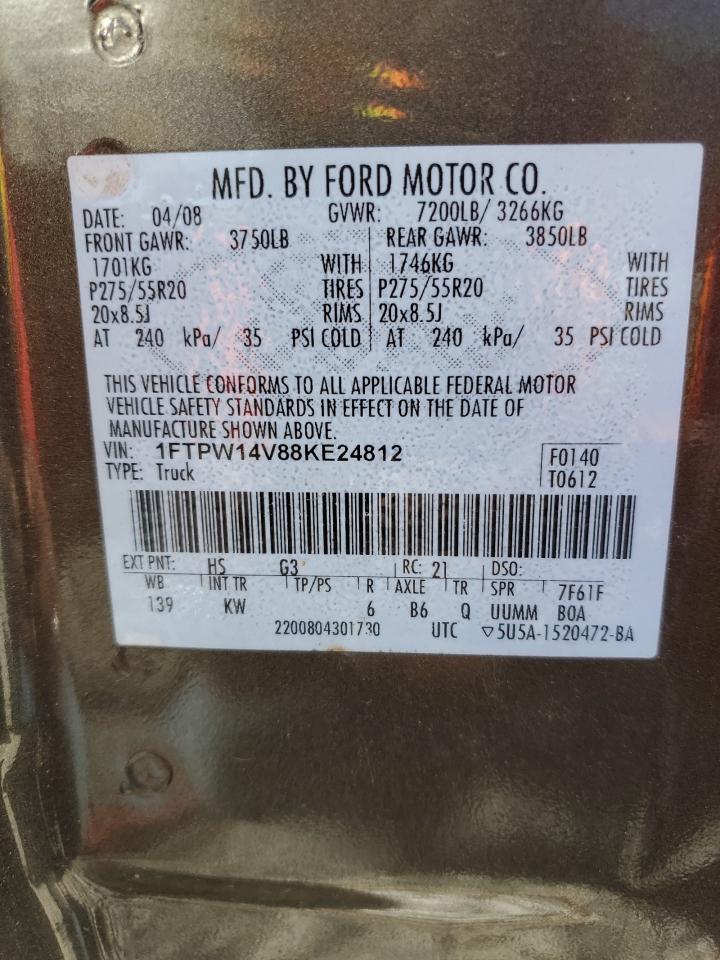 MFD. BY FORD MOTOR CO.
DATE: 04/08 GVWR: 7200LB/ 3266KG
FRONT GAWR: 3750LB REAR GAWR: 3850LB
1701KG WITH 1746KG WITH
P275/55R20 TIRES P275/55R20 TIRES
20x8.5J RIMS 20x8.5J RIMS
AT 240 kPa/ 35 PSI COLD AT 240 kPa/ 35 PSI COLD
THIS VEHICLE CONFORMS TO ALL APPLICABLE FEDERAL MOTOR
VEHICLE SAFETY STANDARDS IN EFFECT ON THE DATE OF
MANUFACTURE SHOWN ABOVE.
VIN: 1FTPW14V88KE24812 F0140
TYPE: Truck T0612
EXT PNT: HS G3 RC: 21 DSO:
WB INT TR TP/PS R AXLE TR SPR 7F61F
139 KW 6 B6 Q UUMM BOA
2200804301730 UTC ▽5U5A-1520472-BA